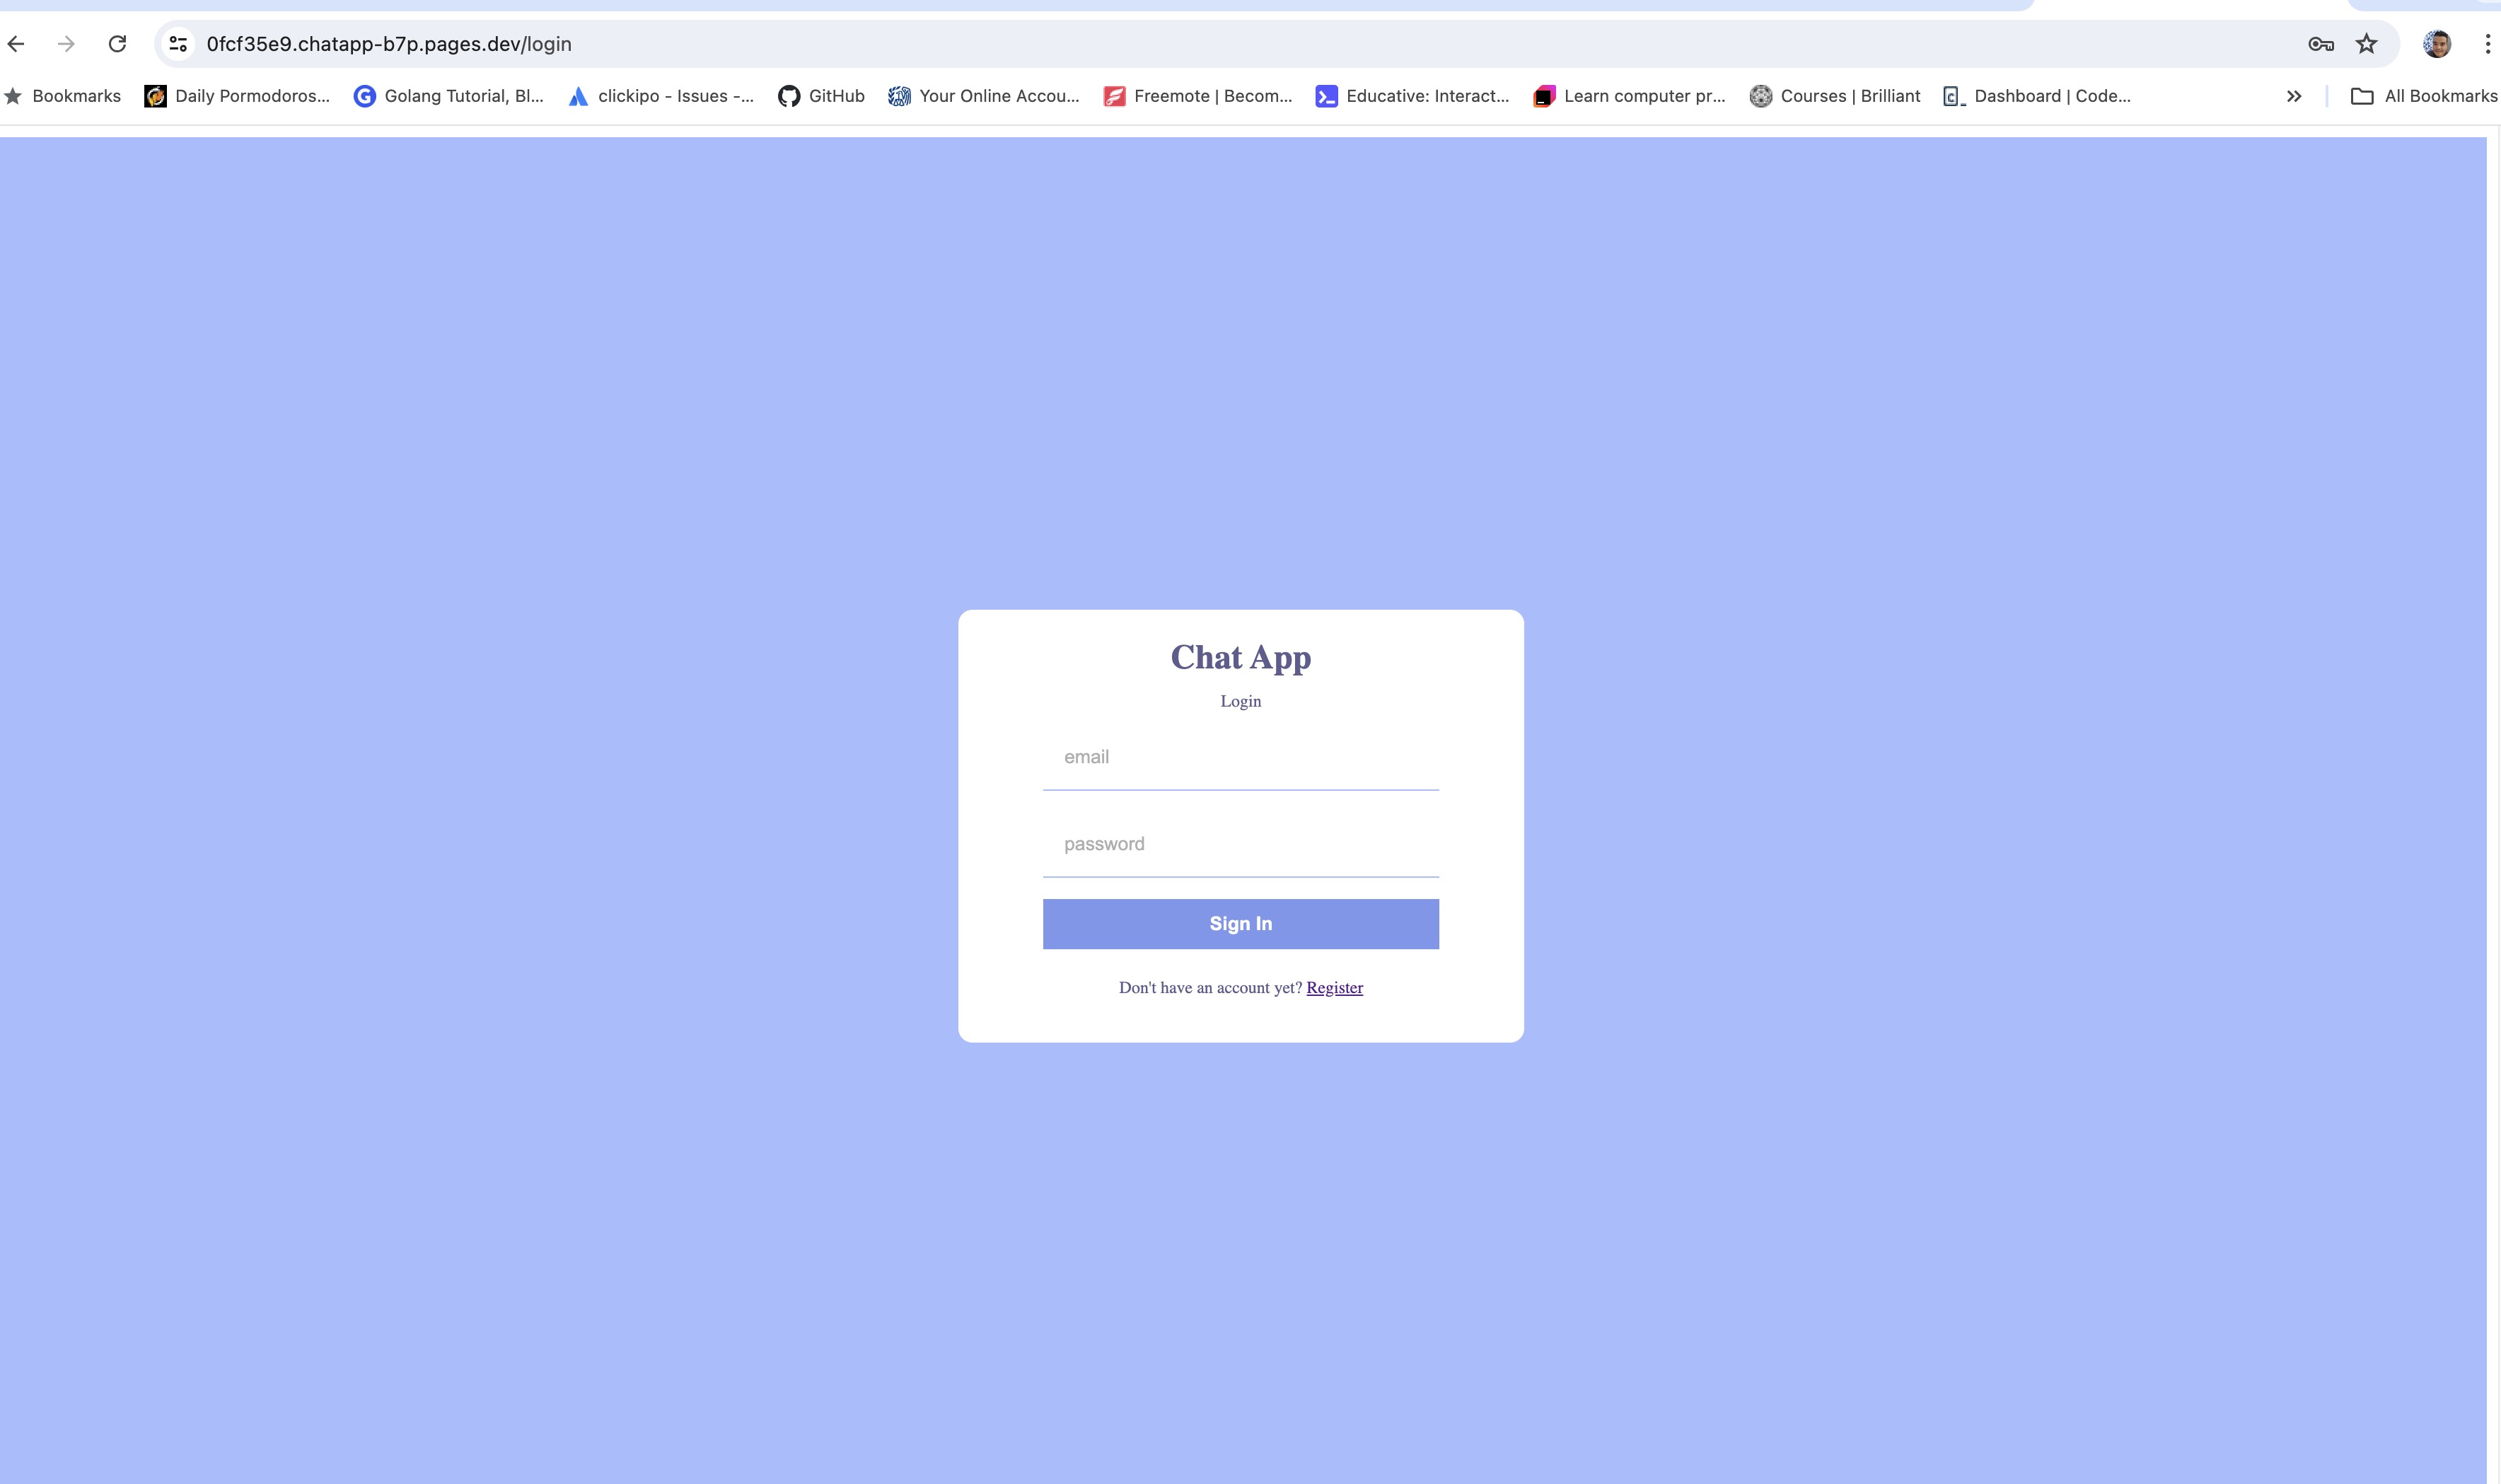 0fcf35e9.chatapp-b7p.pages.dev/login
Bookmarks Daily Pormodoros... Golang Tutorial, Bl... clickipo - Issues -... GitHub Your Online Accou... Freemote | Becom... Educative: Interact... Learn computer pr... Courses | Brilliant Dashboard | Code... All Bookmarks
Chat App
Login
email
password
Sign In
Don't have an account yet? Register